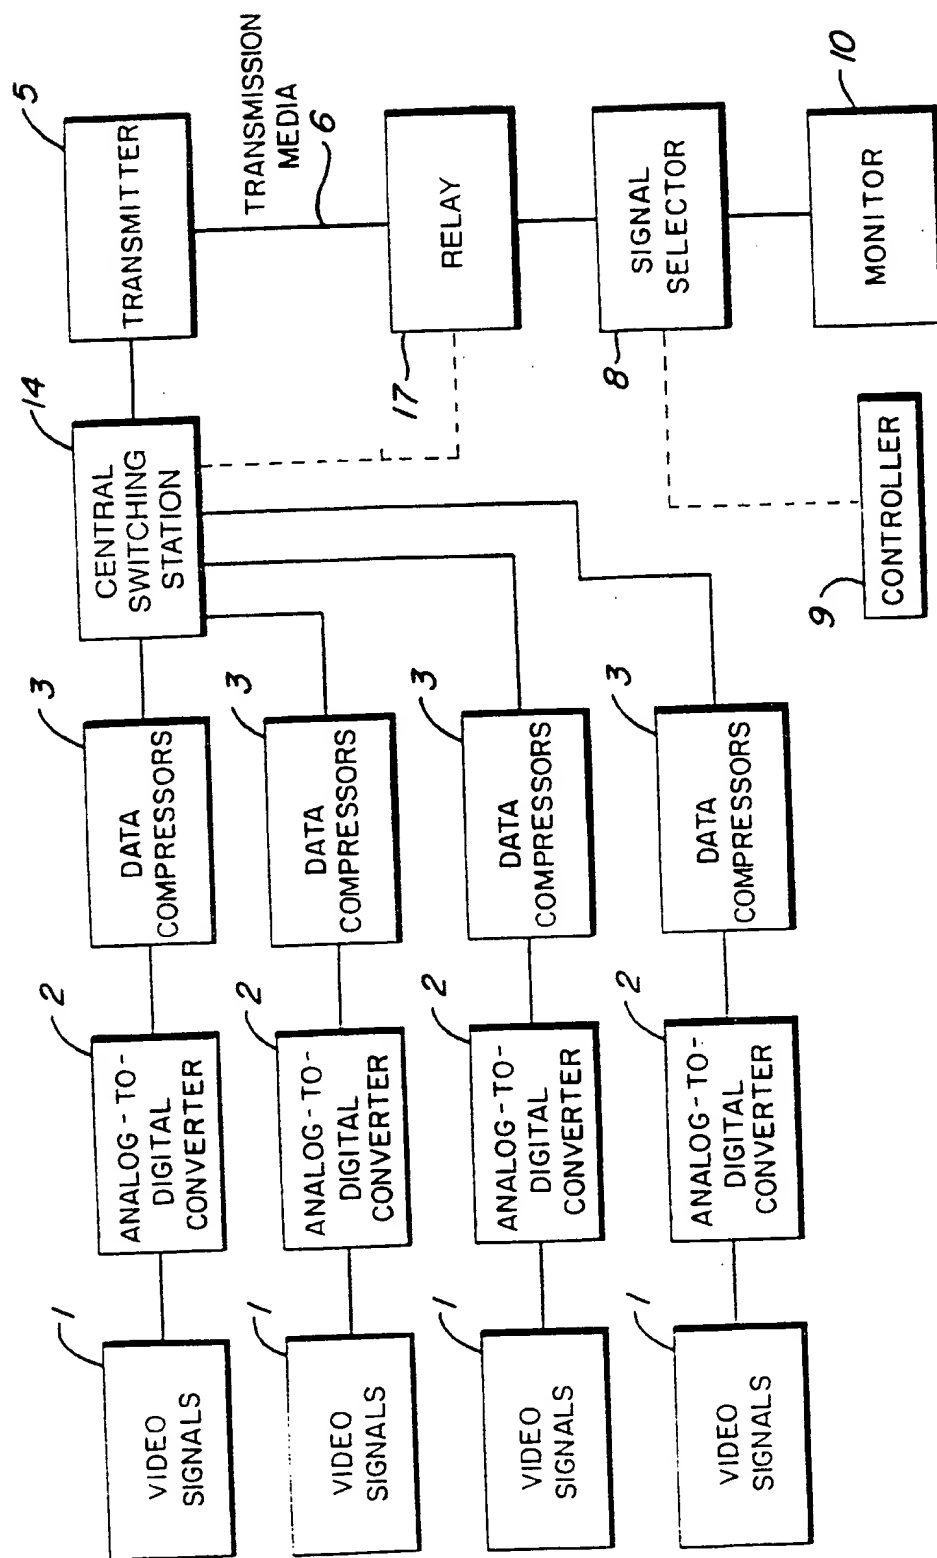 1
VIDEO
SIGNALS
2
ANALOG-TO-
DIGITAL
CONVERTER
3
DATA
COMPRESSORS
14
CENTRAL
SWITCHING
STATION
5
TRANSMITTER
1
VIDEO
SIGNALS
2
ANALOG-TO-
DIGITAL
CONVERTER
3
DATA
COMPRESSORS
TRANSMISSION
MEDIA
6
1
VIDEO
SIGNALS
2
ANALOG-TO-
DIGITAL
CONVERTER
3
DATA
COMPRESSORS
17
RELAY
1
VIDEO
SIGNALS
2
ANALOG-TO-
DIGITAL
CONVERTER
3
DATA
COMPRESSORS
8
SIGNAL
SELECTOR
9
CONTROLLER
10
MONITOR